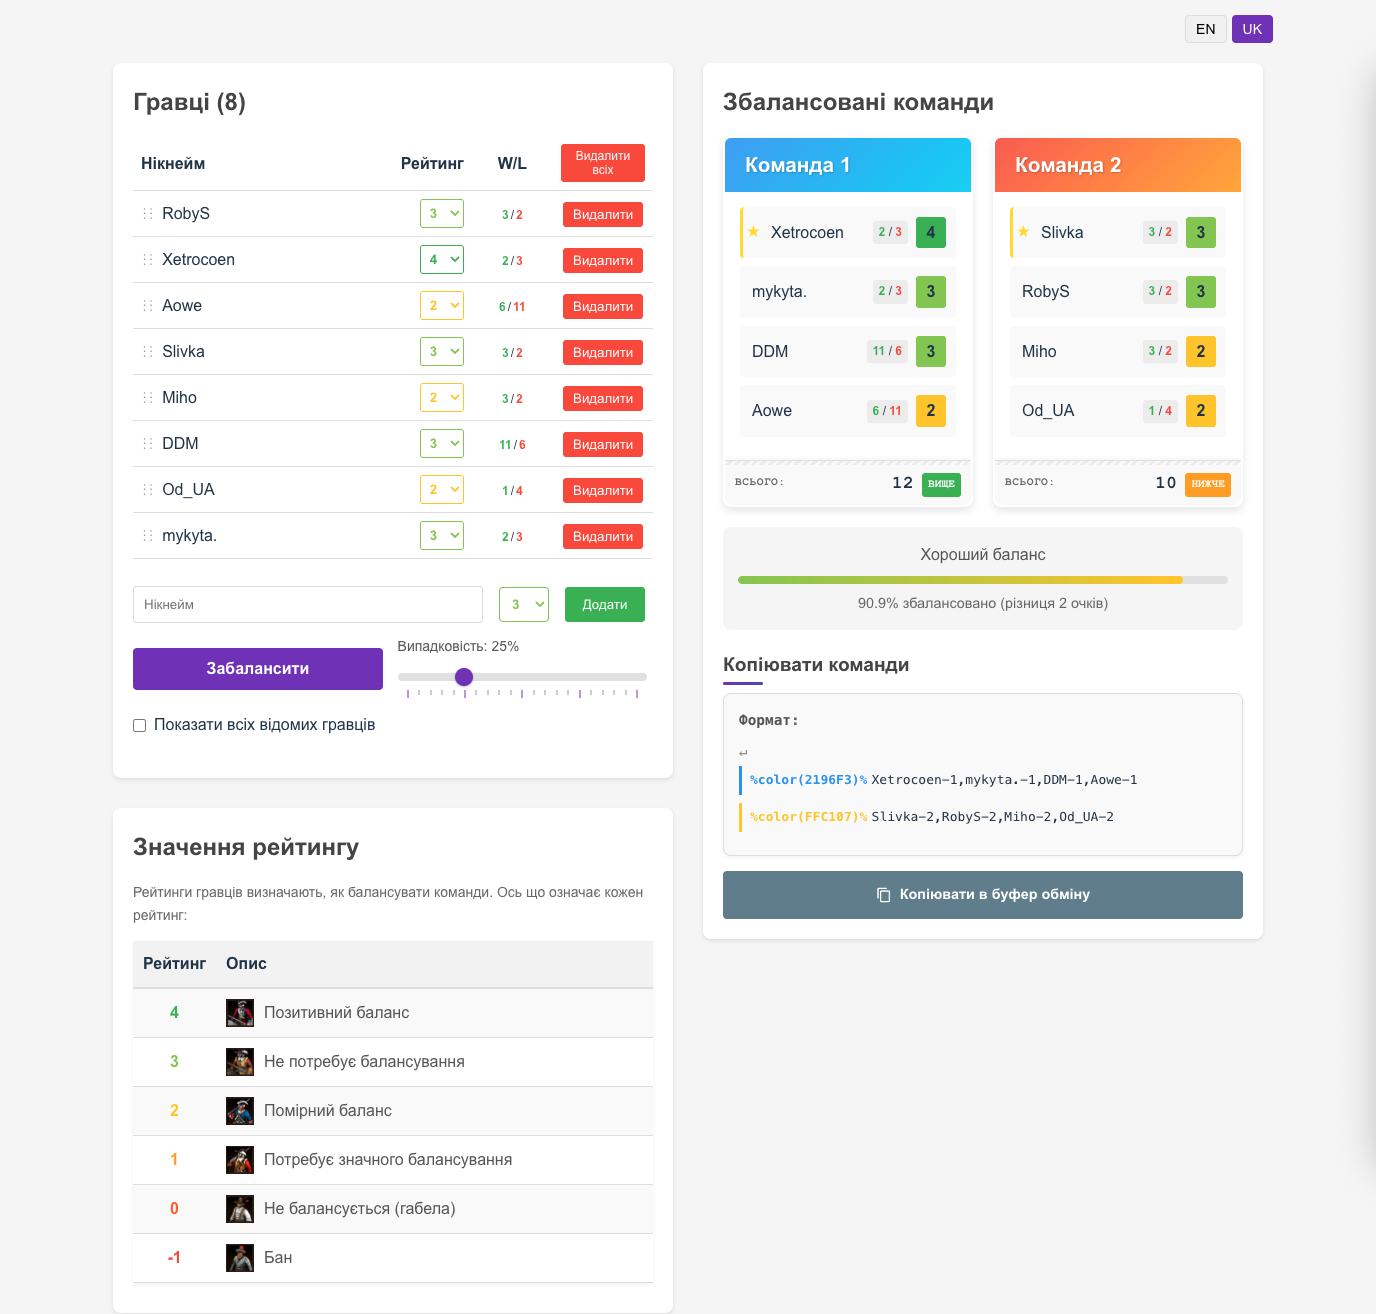 EN UK
Гравці (8)
Нікнейм Рейтинг W/L Видалити всіх
RobyS 3 3/2 Видалити
Xetrocoen 4 2/3 Видалити
Aowe 2 6/11 Видалити
Slivka 3 3/2 Видалити
Miho 2 3/2 Видалити
DDM 3 11/6 Видалити
Od_UA 2 1/4 Видалити
mykyta. 3 2/3 Видалити
Нікнейм 3 Додати
Забалансити
Випадковість: 25%
Показати всіх відомих гравців
Значення рейтингу
Рейтинги гравців визначають, як балансувати команди. Ось що означає кожен
рейтинг:
Рейтинг Опис
4 Позитивний баланс
3 Не потребує балансування
2 Помірний баланс
1 Потребує значного балансування
0 Не балансується (габела)
-1 Бан
Збалансовані команди
Команда 1
★ Xetrocoen 2 / 3 4
mykyta. 2 / 3 3
DDM 11 / 6 3
Aowe 6 / 11 2
ВСЬОГО: 12 ВИЩЕ
Команда 2
★ Slivka 3 / 2 3
RobyS 3 / 2 3
Miho 3 / 2 2
Od_UA 1 / 4 2
ВСЬОГО: 10 НИЖЧЕ
Хороший баланс
90.9% збалансовано (різниця 2 очків)
Копіювати команди
Формат:
↵
%color(2196F3)% Xetrocoen-1,mykyta.-1,DDM-1,Aowe-1
%color(FFC107)% Slivka-2,RobyS-2,Miho-2,Od_UA-2
Копіювати в буфер обміну